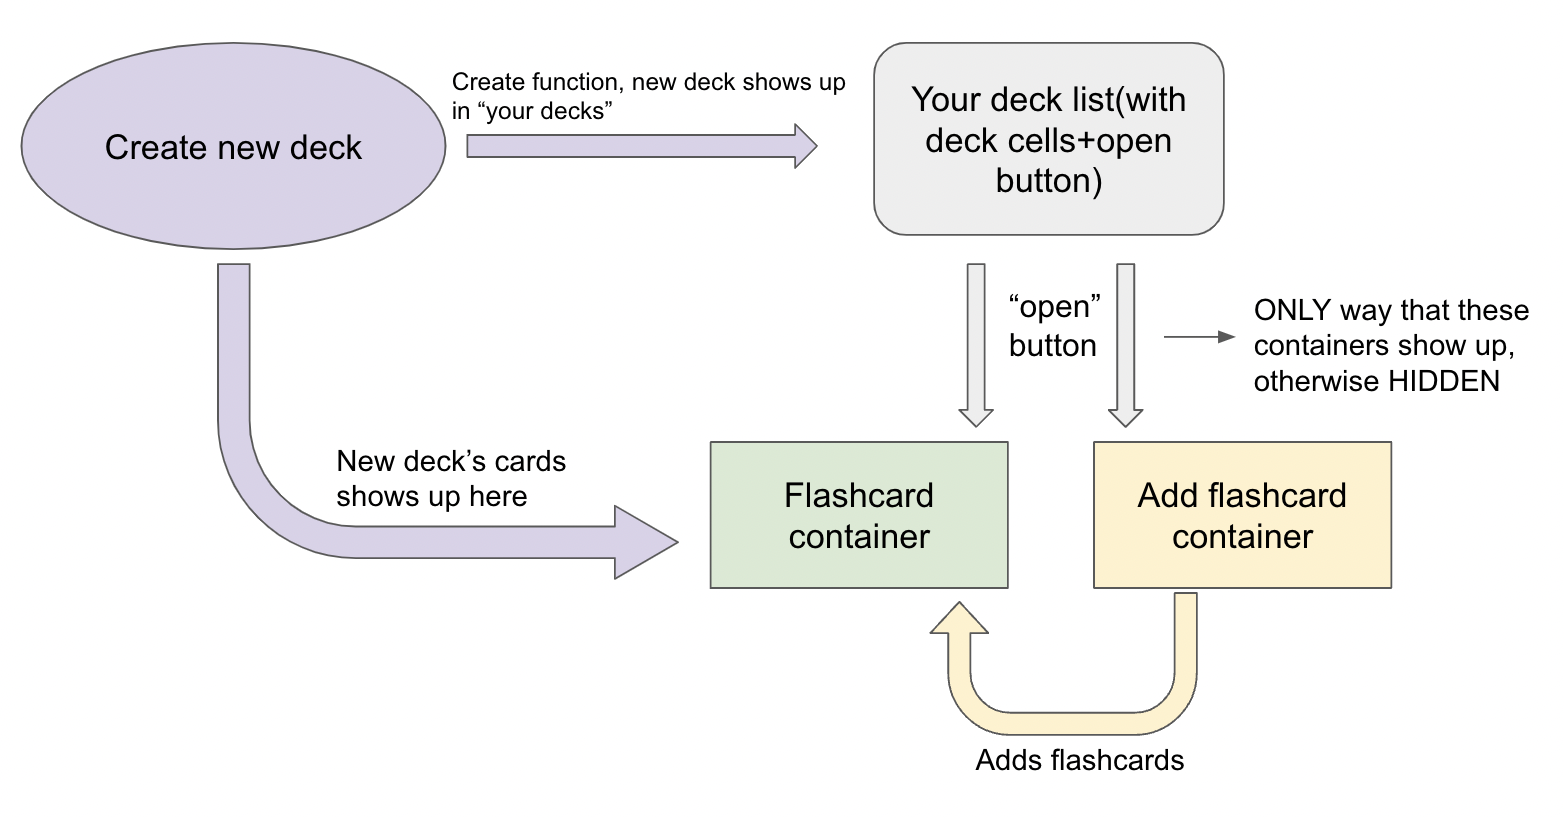 Create new deck
Create function, new deck shows up
in “your decks”
Your deck list(with
deck cells+open
button)
“open”
button
ONLY way that these
containers show up,
otherwise HIDDEN
New deck’s cards
shows up here
Flashcard
container
Add flashcard
container
Adds flashcards